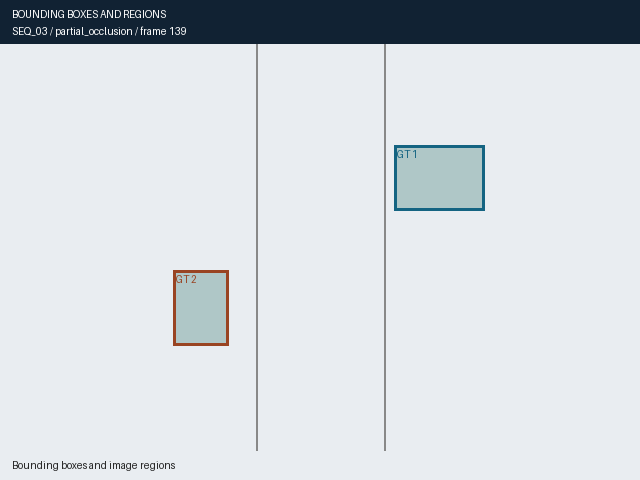 BOUNDING BOXES AND REGIONS
SEQ_03 / partial_occlusion / frame 139
GT1
GT2
Bounding boxes and image regions